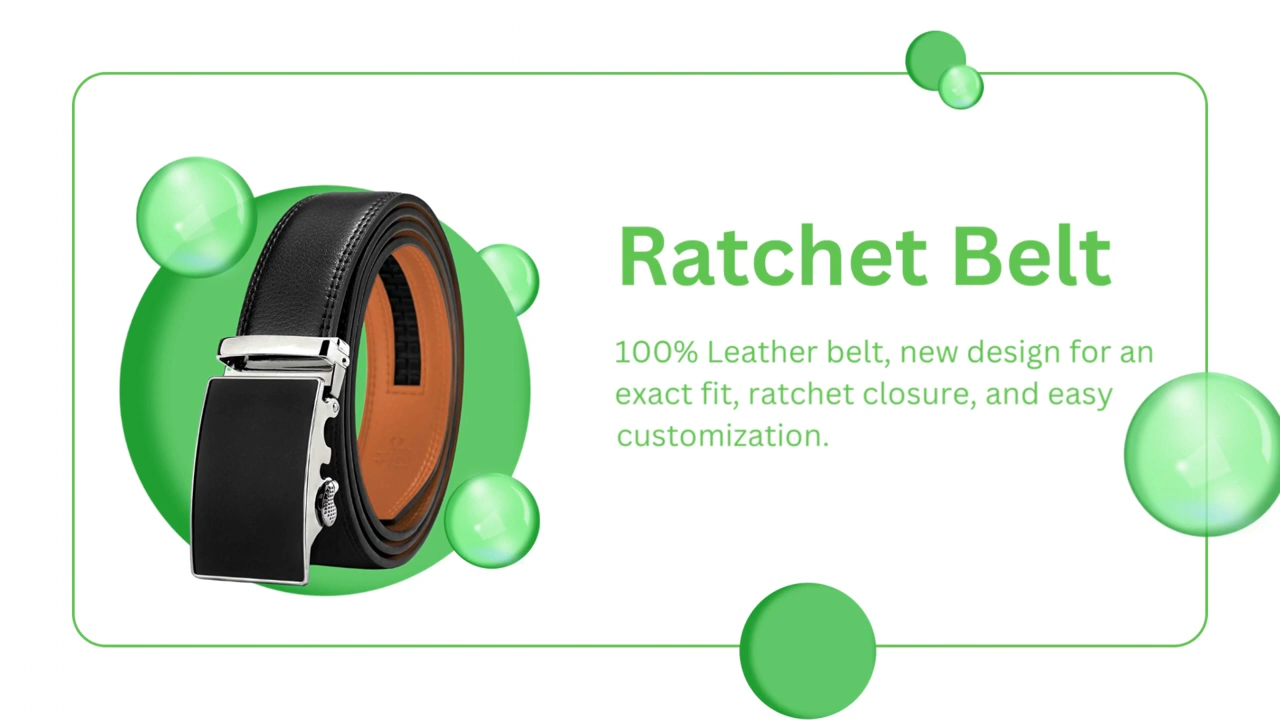 Ratchet Belt
100% Leather belt, new design for an
exact fit, ratchet closure, and easy
customization.